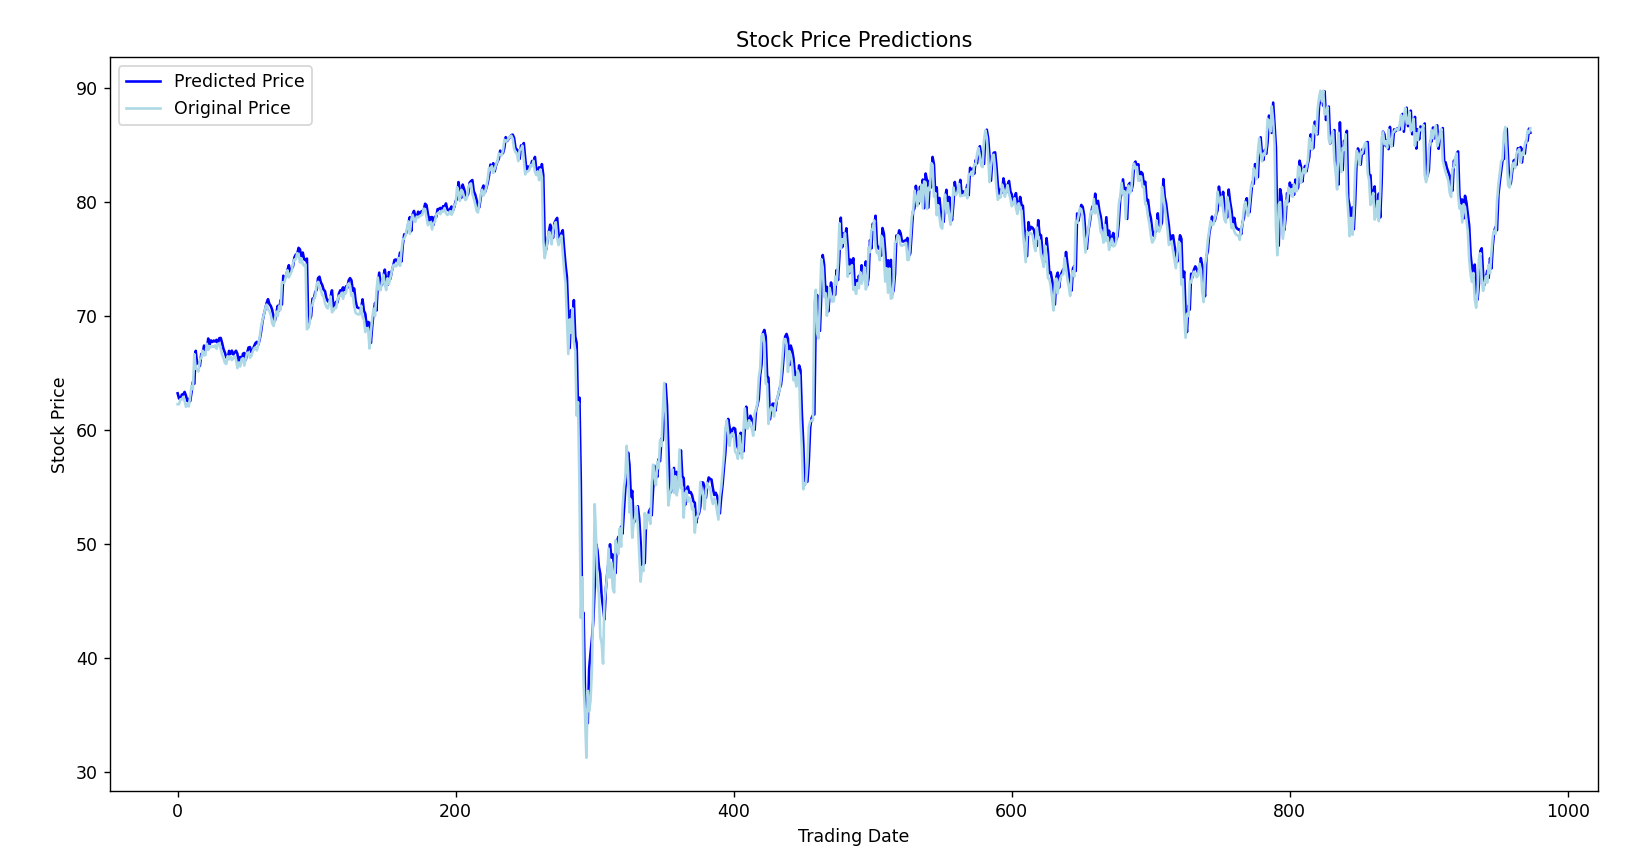 Stock Price Predictions
Predicted Price
Original Price
90
80
70
60
50
40
30
Stock Price
0
200
400
600
800
1000
Trading Date